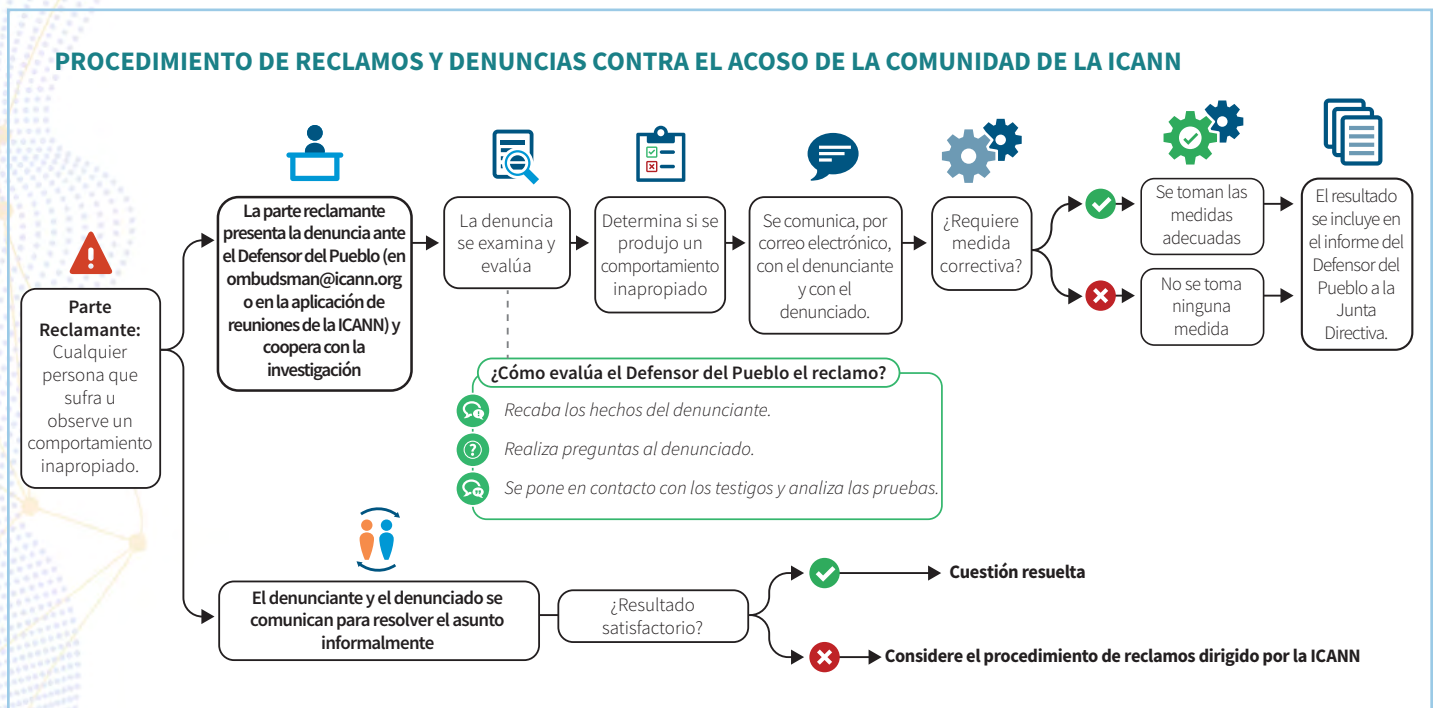 PROCEDIMIENTO DE RECLAMOS Y DENUNCIAS CONTRA EL ACOSO DE LA COMUNIDAD DE LA ICANN
Parte
Reclamante:
Cualquier
persona que
sufra u
observe un
comportamiento
inapropiado.
La parte reclamante
presenta la denuncia ante
el Defensor del Pueblo (en
ombudsman@icann.org
o en la aplicación de
reuniones de la ICANN) y
coopera con la
investigación
La denuncia
se examina y
evalúa
Determina si se
produjo un
comportamiento
inapropiado
Se comunica, por
correo electrónico,
con el denunciante
y con el
denunciado.
¿Requiere
medida
correctiva?
Se toman las
medidas
adecuadas
No se toma
ninguna
medida
El resultado
se incluye en
el informe del
Defensor del
Pueblo a la
Junta
Directiva.
¿Cómo evalúa el Defensor del Pueblo el reclamo?
Recaba los hechos del denunciante.
Realiza preguntas al denunciado.
Se pone en contacto con los testigos y analiza las pruebas.
El denunciante y el denunciado se
comunican para resolver el asunto
informalmente
¿Resultado
satisfactorio?
Cuestión resuelta
Considere el procedimiento de reclamos dirigido por la ICANN